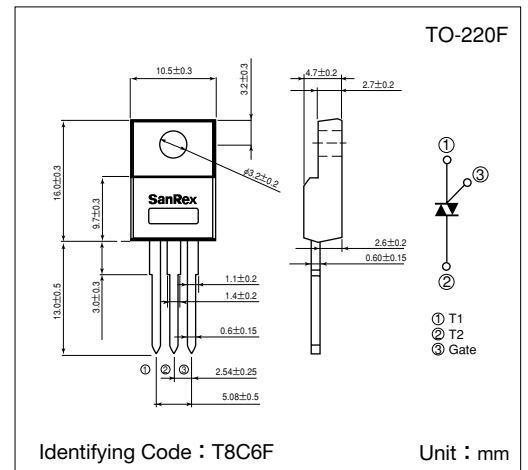 TO-220F
10.5±0.3
3.2±0.3
4.7±0.2
2.7±0.2
16.0±0.3
9.7±0.3
φ3.2±0.2
SanRex
13.0±0.5
3.0±0.3
1.1±0.2
1.4±0.2
0.6±0.15
2.54±0.25
5.08±0.5
① ② ③
2.6±0.2
0.60±0.15
①
③
②
① T1
② T2
③ Gate
Identifying Code：T8C6F
Unit：mm